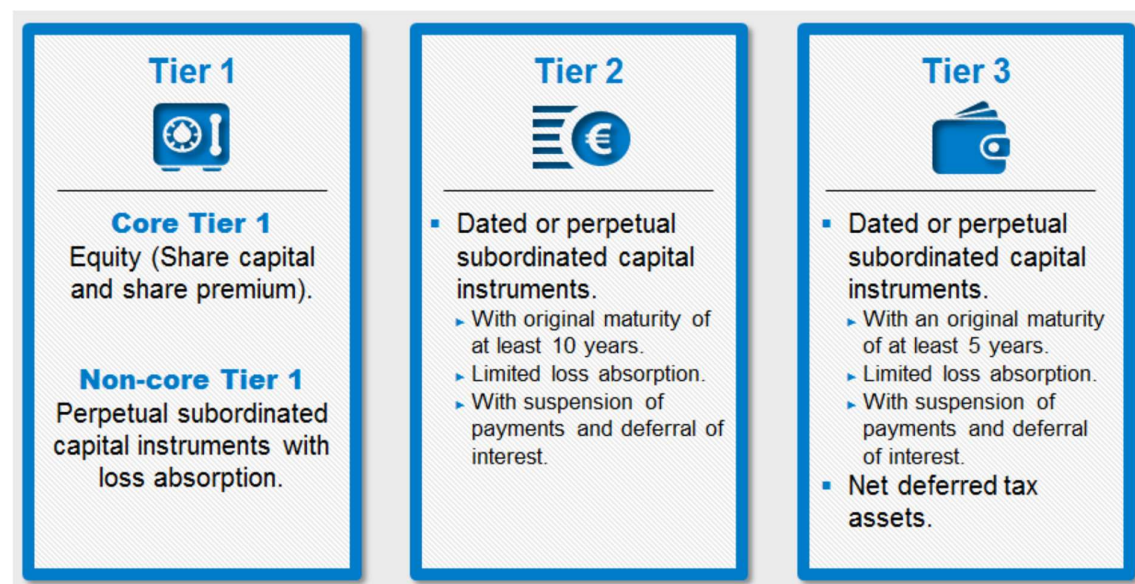 Tier 1
Core Tier 1
Equity (Share capital
and share premium).
Non-core Tier 1
Perpetual subordinated
capital instruments with
loss absorption.
Tier 2
€
▪ Dated or perpetual
subordinated capital
instruments.
► With original maturity of
at least 10 years.
► Limited loss absorption.
► With suspension of
payments and deferral of
interest.
Tier 3
▪ Dated or perpetual
subordinated capital
instruments.
► With an original maturity
of at least 5 years.
► Limited loss absorption.
► With suspension of
payments and deferral
of interest.
▪ Net deferred tax
assets.